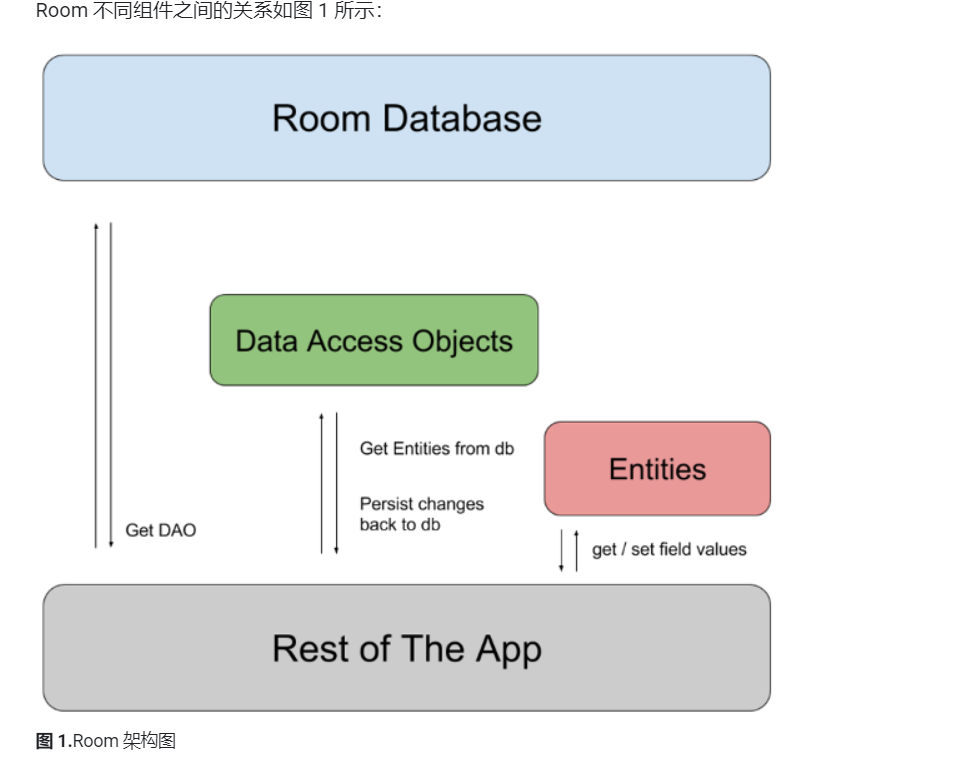 Room 不同组件之间的关系如图 1 所示：
Room Database
Data Access Objects
Get Entities from db
Entities
Persist changes
back to db
Get DAO
get / set field values
Rest of The App
图 1.Room 架构图